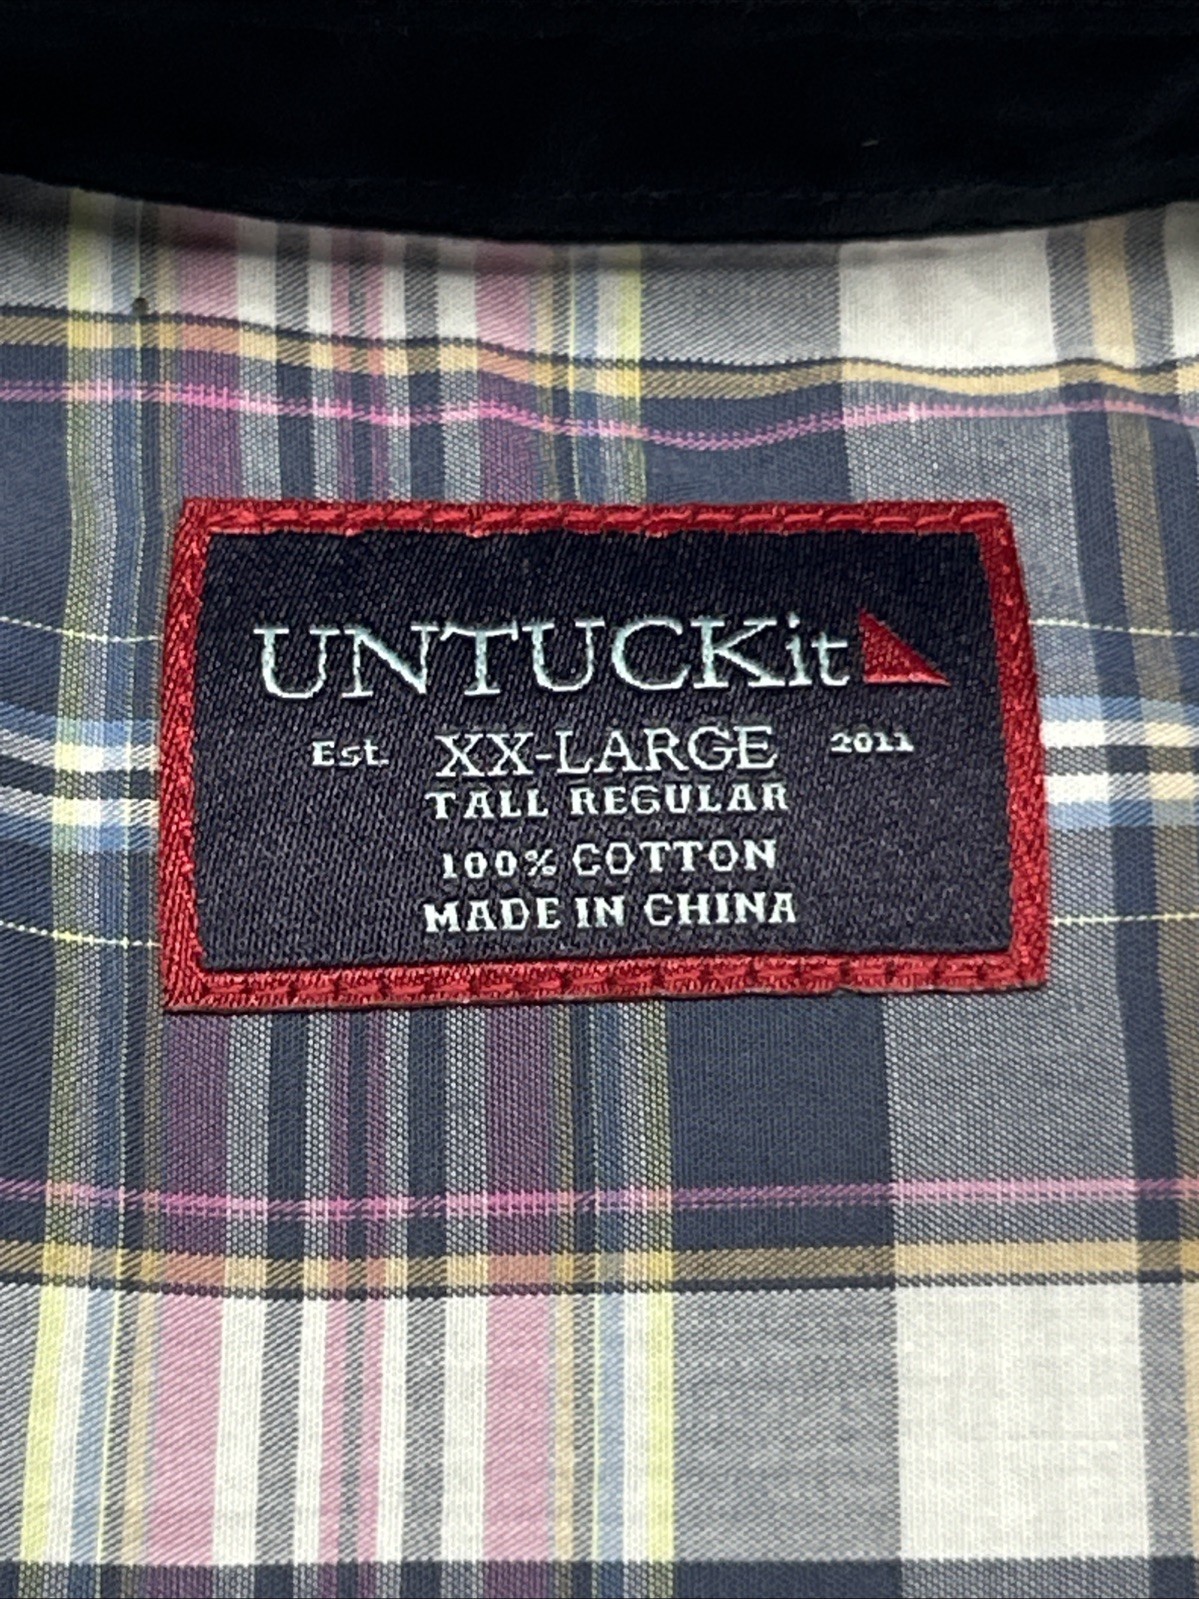 UNTUCKit
Est. XX-LARGE 2011
TALL REGULAR
100% COTTON
MADE IN CHINA